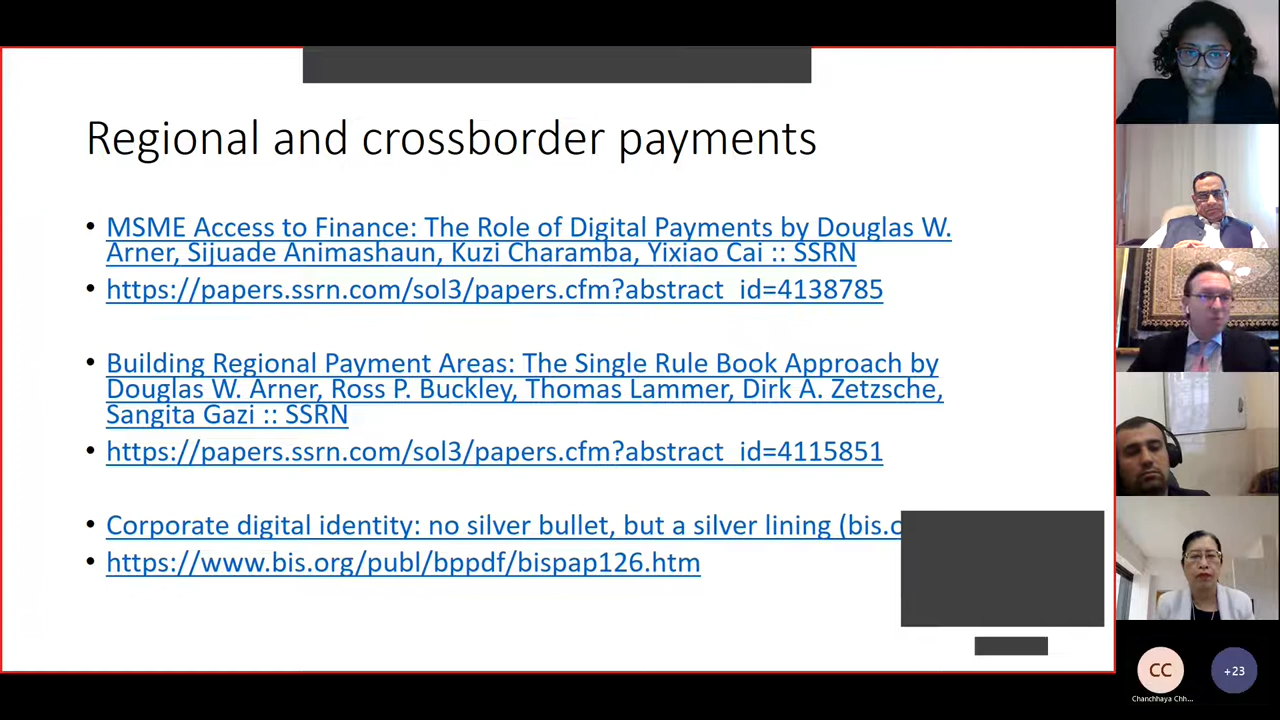 Regional and crossborder payments
• MSME Access to Finance: The Role of Digital Payments by Douglas W.
Arner, Sijuade Animashaun, Kuzi Charamba, Yixiao Cai :: SSRN
• https://papers.ssrn.com/sol3/papers.cfm?abstract_id=4138785
• Building Regional Payment Areas: The Single Rule Book Approach by
Douglas W. Arner, Ross P. Buckley, Thomas Lammer, Dirk A. Zetzsche,
Sangita Gazi :: SSRN
• https://papers.ssrn.com/sol3/papers.cfm?abstract_id=4115851
• Corporate digital identity: no silver bullet, but a silver lining (bis.o
• https://www.bis.org/publ/bppdf/bispap126.htm
CC
+23
Chanchhaya Chh...